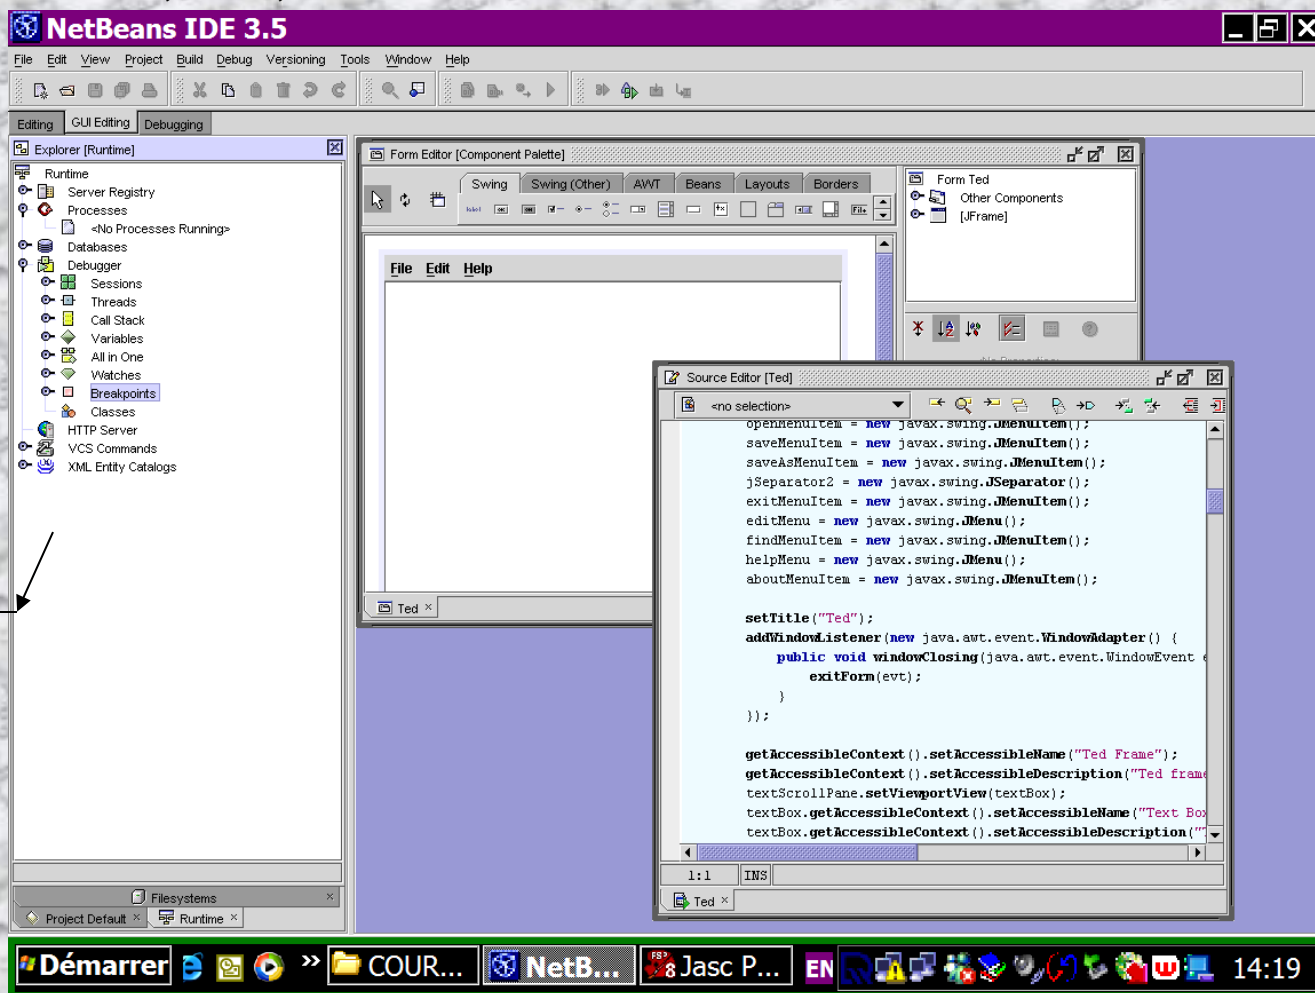 NetBeans IDE 3.5
File Edit View Project Build Debug Versioning Tools Window Help
Editing GUI Editing Debugging
Explorer [Runtime]
Runtime
Server Registry
Processes
<No Processes Running>
Databases
Debugger
Sessions
Threads
Call Stack
Variables
All in One
Watches
Breakpoints
Classes
HTTP Server
VCS Commands
XML Entity Catalogs
Filesystems
Project Default Runtime
Form Editor [Component Palette]
Swing Swing (Other) AWT Beans Layouts Borders
File Edit Help
Ted
Form Ted
Other Components
[JFrame]
Source Editor [Ted]
<no selection>
openMenuItem = new javax.swing.JMenuItem();
saveMenuItem = new javax.swing.JMenuItem();
saveAsMenuItem = new javax.swing.JMenuItem();
jSeparator2 = new javax.swing.JSeparator();
exitMenuItem = new javax.swing.JMenuItem();
editMenu = new javax.swing.JMenu();
findMenuItem = new javax.swing.JMenuItem();
helpMenu = new javax.swing.JMenu();
aboutMenuItem = new javax.swing.JMenuItem();
setTitle("Ted");
addWindowListener(new java.awt.event.WindowAdapter() {
public void windowClosing(java.awt.event.WindowEvent e
exitForm(evt);
}
});
getAccessibleContext().setAccessibleName("Ted Frame");
getAccessibleContext().setAccessibleDescription("Ted frame
textScrollPane.setViewportView(textBox);
textBox.getAccessibleContext().setAccessibleName("Text Box
textBox.getAccessibleContext().setAccessibleDescription("
1:1 INS
Ted
Démarrer COUR... NetB... Jasc P... EN 14:19